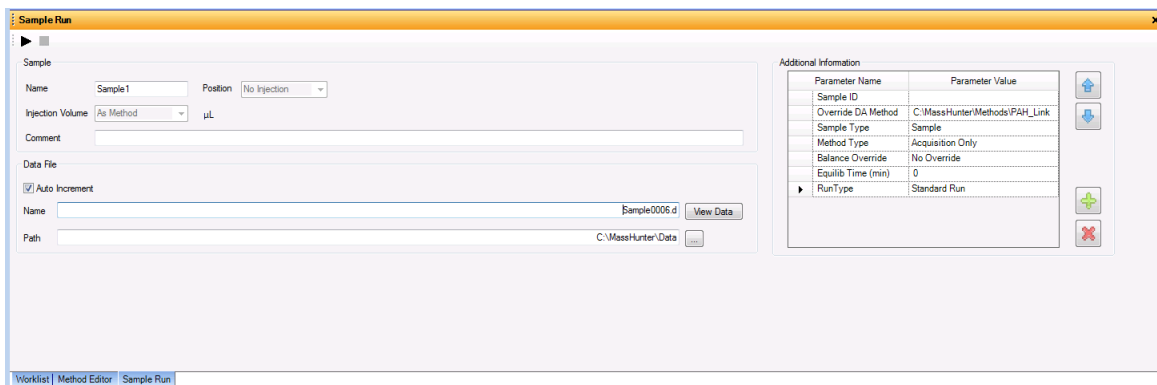 Sample Run
Sample
Name Sample1 Position No Injection
Injection Volume As Method µL
Comment
Data File
Auto Increment
Name Sample0006.d View Data
Path C:\MassHunter\Data ...
Additional Information
Parameter Name Parameter Value
Sample ID
Override DA Method C:\MassHunter\Methods\PAH_Link
Sample Type Sample
Method Type Acquisition Only
Balance Override No Override
Equilib Time (min) 0
RunType Standard Run
Worklist Method Editor Sample Run